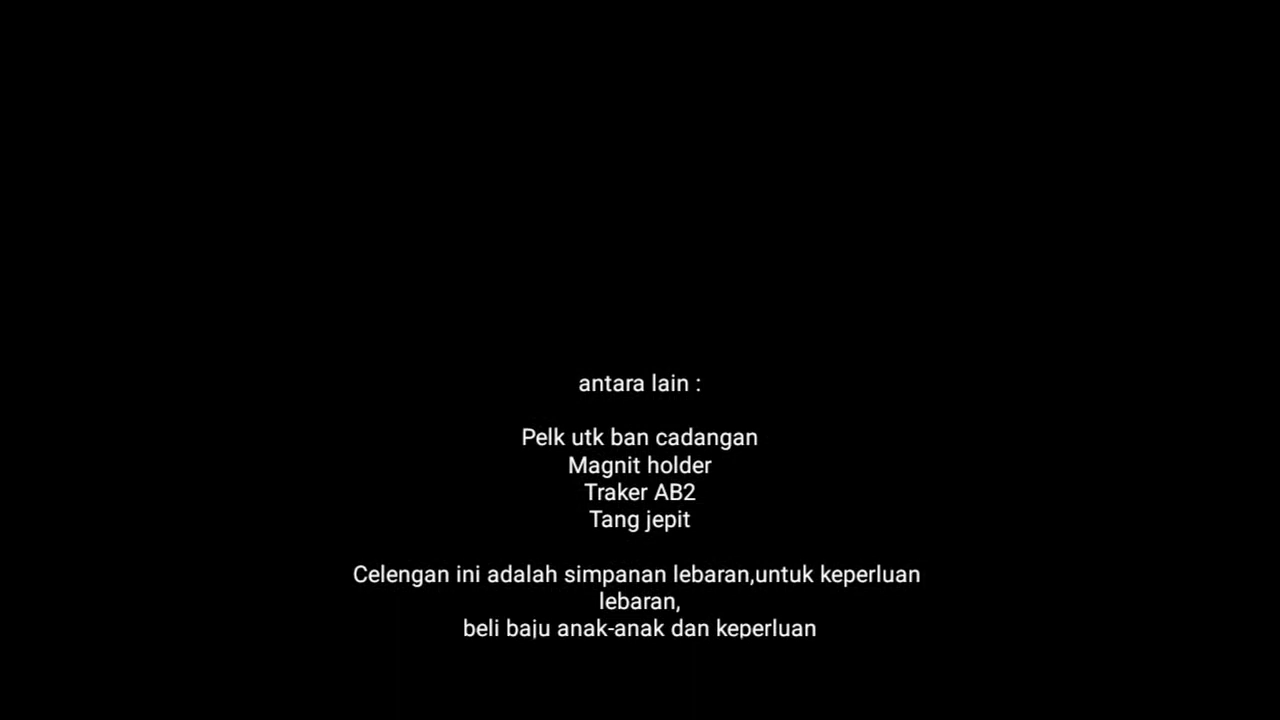 antara lain :
Pelk utk ban cadangan
Magnit holder
Traker AB2
Tang jepit
Celengan ini adalah simpanan lebaran,untuk keperluan
lebaran,
beli baju anak-anak dan keperluan